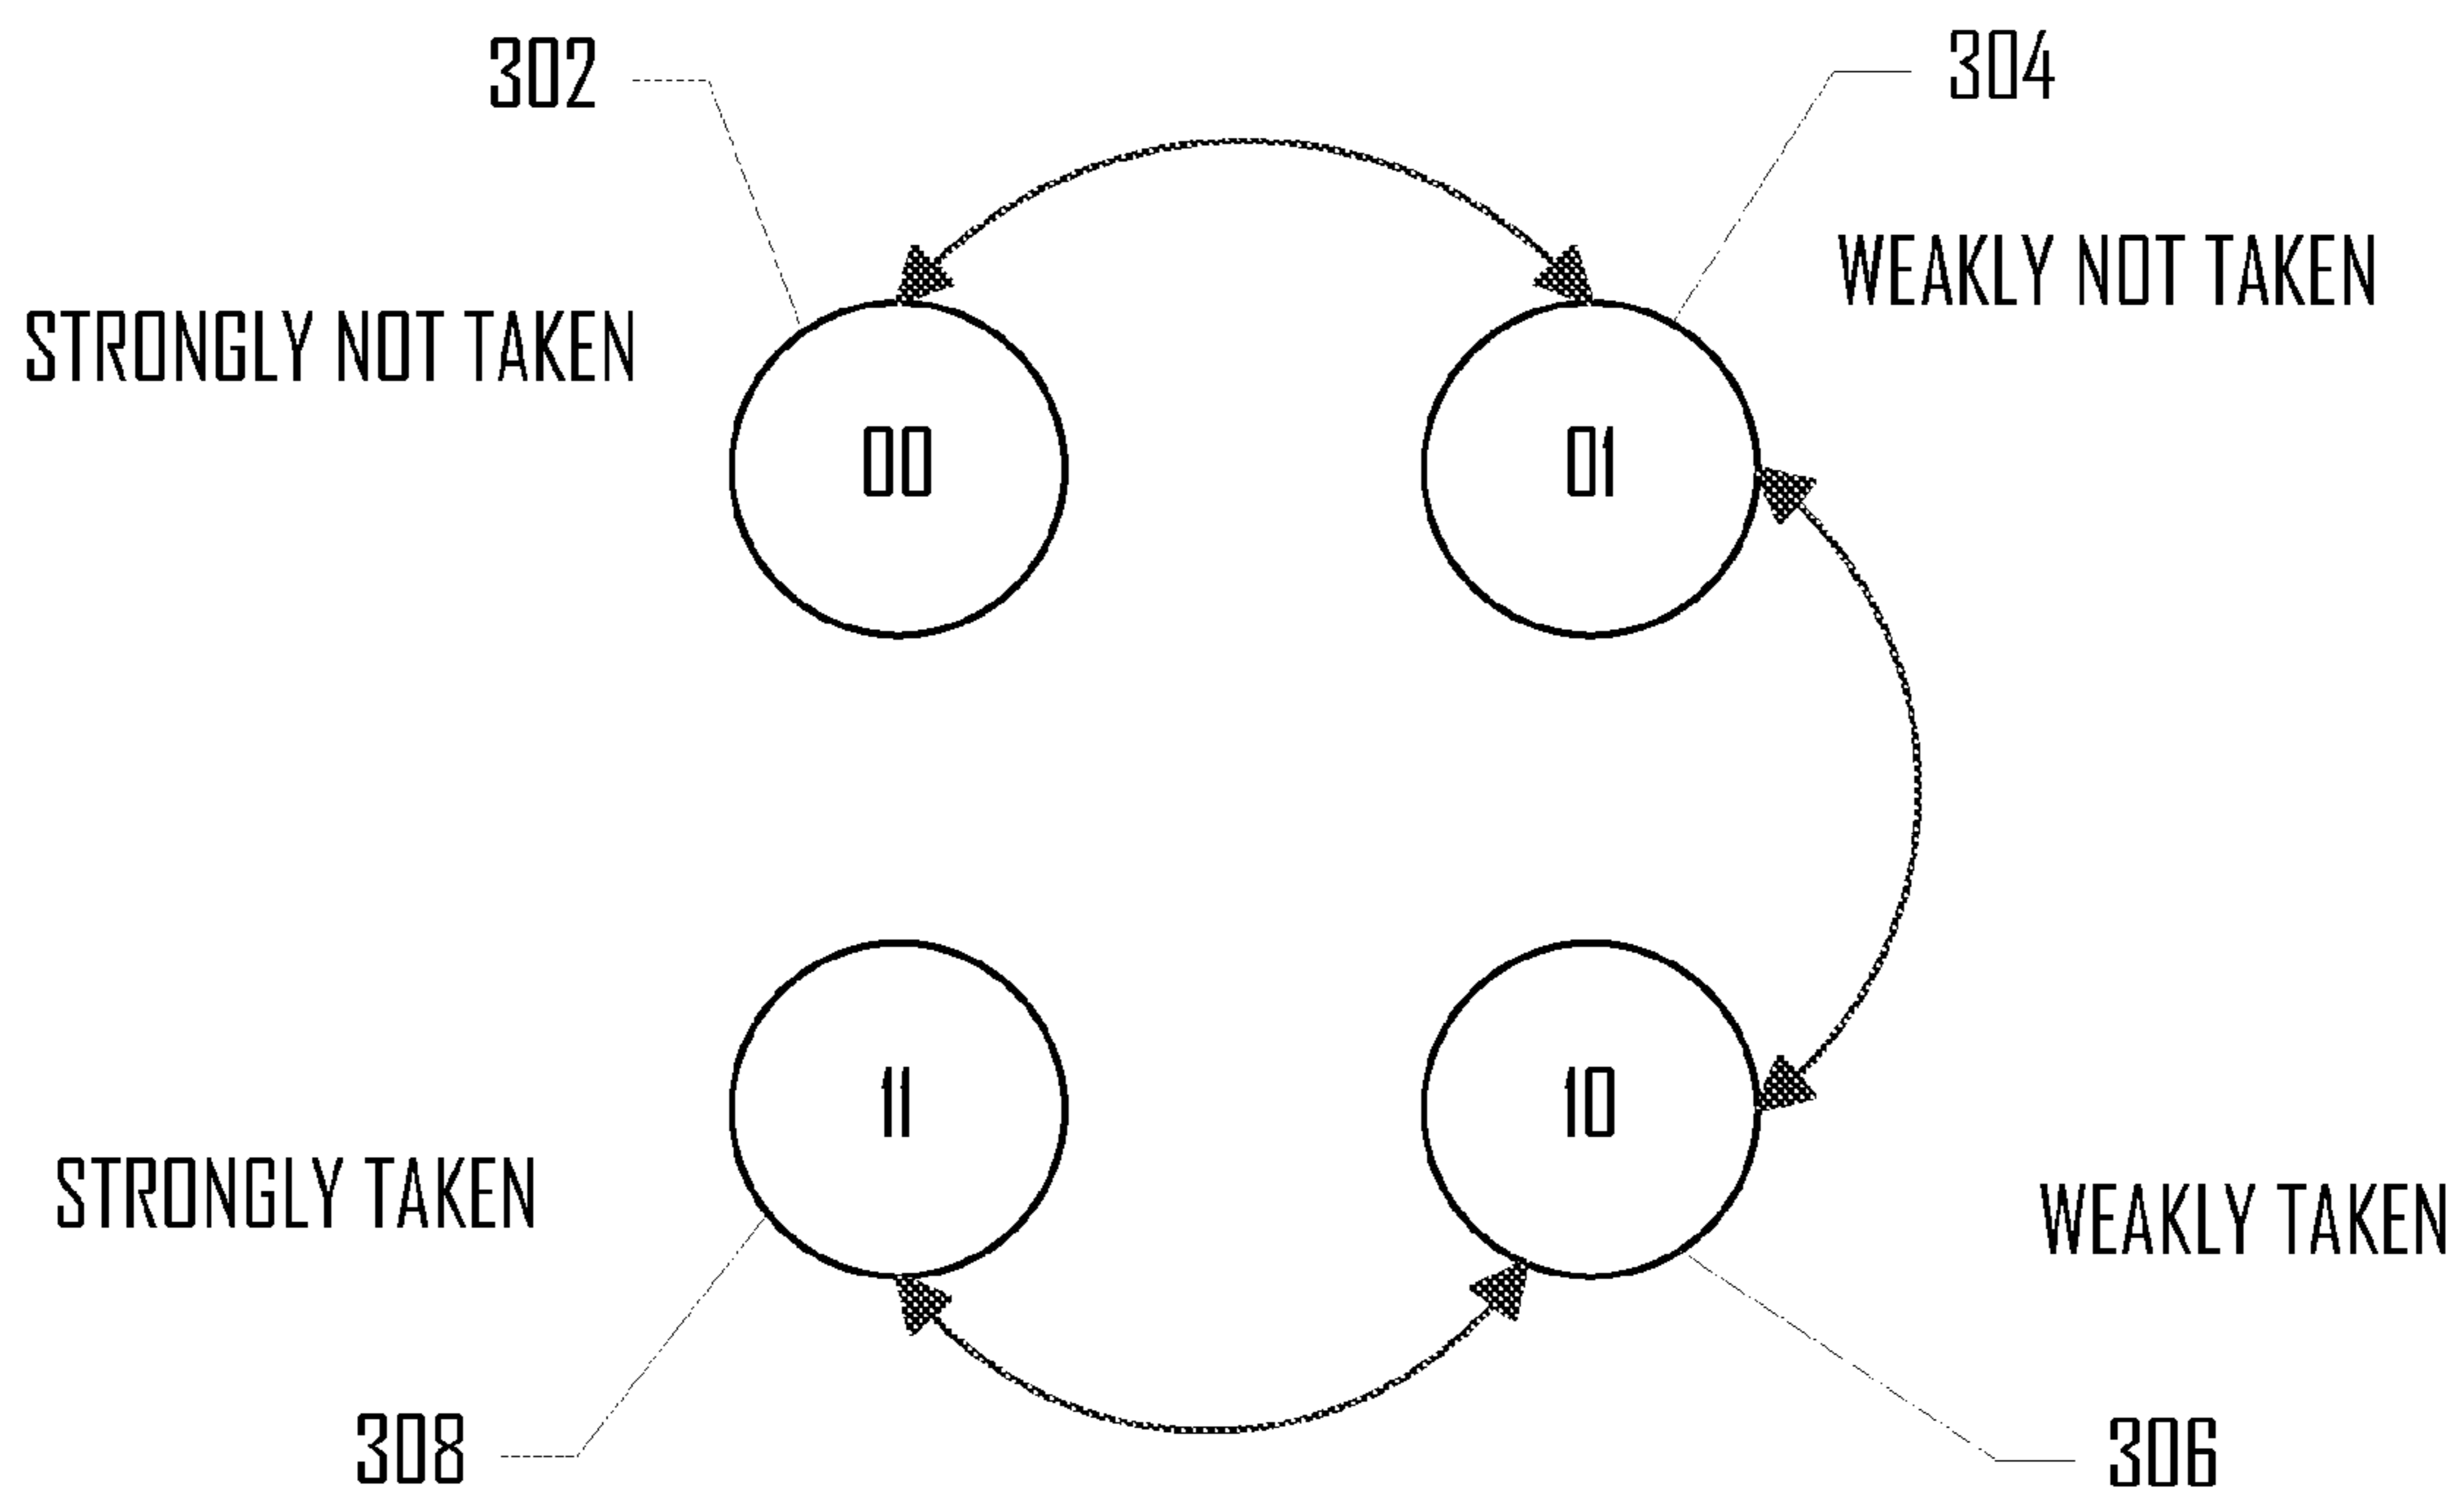 302
304
WEAKLY NOT TAKEN
STRONGLY NOT TAKEN
00
01
11
10
STRONGLY TAKEN
WEAKLY TAKEN
308
306